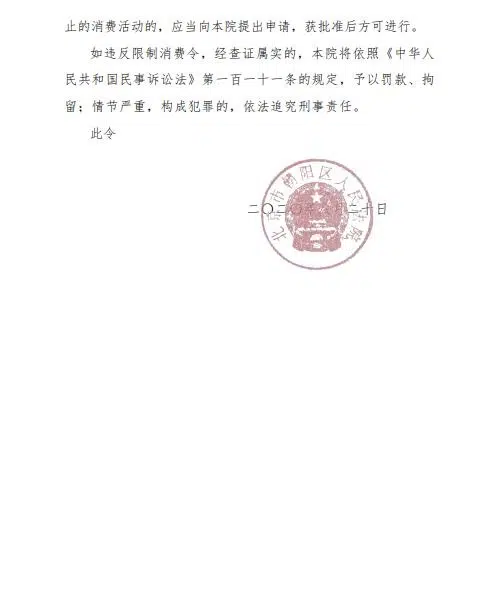 止的消费活动的，应当向本院提出申请，获批准后方可进行。
如违反限制消费令，经查证属实的，本院将依照《中华人
民共和国民事诉讼法》第一百一十一条的规定，予以罚款、拘
留；情节严重，构成犯罪的，依法追究刑事责任。
此令
北京市朝阳区人民法院
二〇二〇年 月二十日